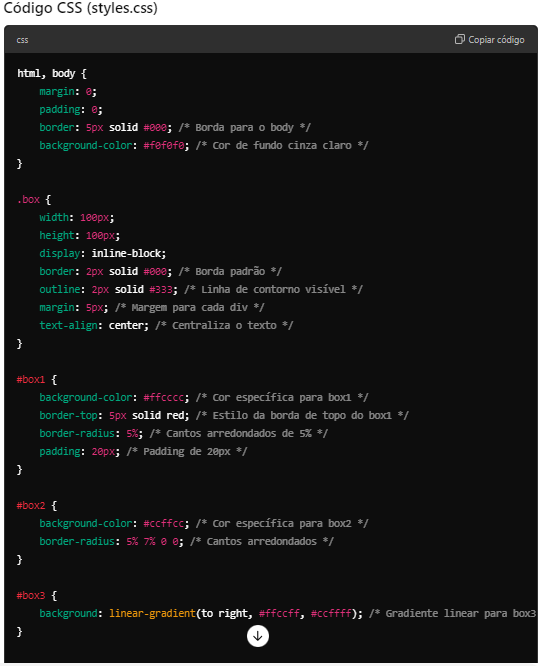 Código CSS (styles.css)
css
Copiar código
html, body {
    margin: 0;
    padding: 0;
    border: 5px solid #000; /* Borda para o body */
    background-color: #f0f0f0; /* Cor de fundo cinza claro */
}

.box {
    width: 100px;
    height: 100px;
    display: inline-block;
    border: 2px solid #000; /* Borda padrão */
    outline: 2px solid #333; /* Linha de contorno visível */
    margin: 5px; /* Margem para cada div */
    text-align: center; /* Centraliza o texto */
}

#box1 {
    background-color: #ffcccc; /* Cor específica para box1 */
    border-top: 5px solid red; /* Estilo da borda de topo do box1 */
    border-radius: 5%; /* Cantos arredondados de 5% */
    padding: 20px; /* Padding de 20px */
}

#box2 {
    background-color: #ccffcc; /* Cor específica para box2 */
    border-radius: 5% 7% 0 0; /* Cantos arredondados */
}

#box3 {
    background: linear-gradient(to right, #ffccff, #ccffff); /* Gradiente linear para box3
}